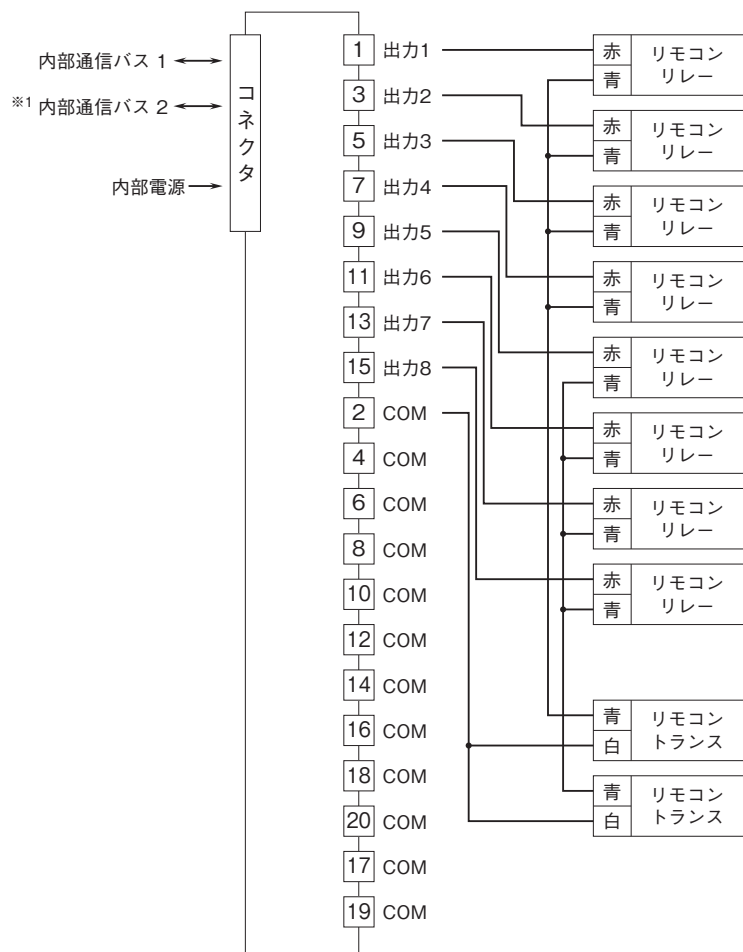 内部通信バス 1
※1 内部通信バス 2
内部電源
コネクタ
1 出力1
3 出力2
5 出力3
7 出力4
9 出力5
11 出力6
13 出力7
15 出力8
2 COM
4 COM
6 COM
8 COM
10 COM
12 COM
14 COM
16 COM
18 COM
20 COM
17 COM
19 COM
赤 リモコン
青 リレー
赤 リモコン
青 リレー
赤 リモコン
青 リレー
赤 リモコン
青 リレー
赤 リモコン
青 リレー
赤 リモコン
青 リレー
赤 リモコン
青 リレー
赤 リモコン
青 リレー
青 リモコン
白 トランス
青 リモコン
白 トランス